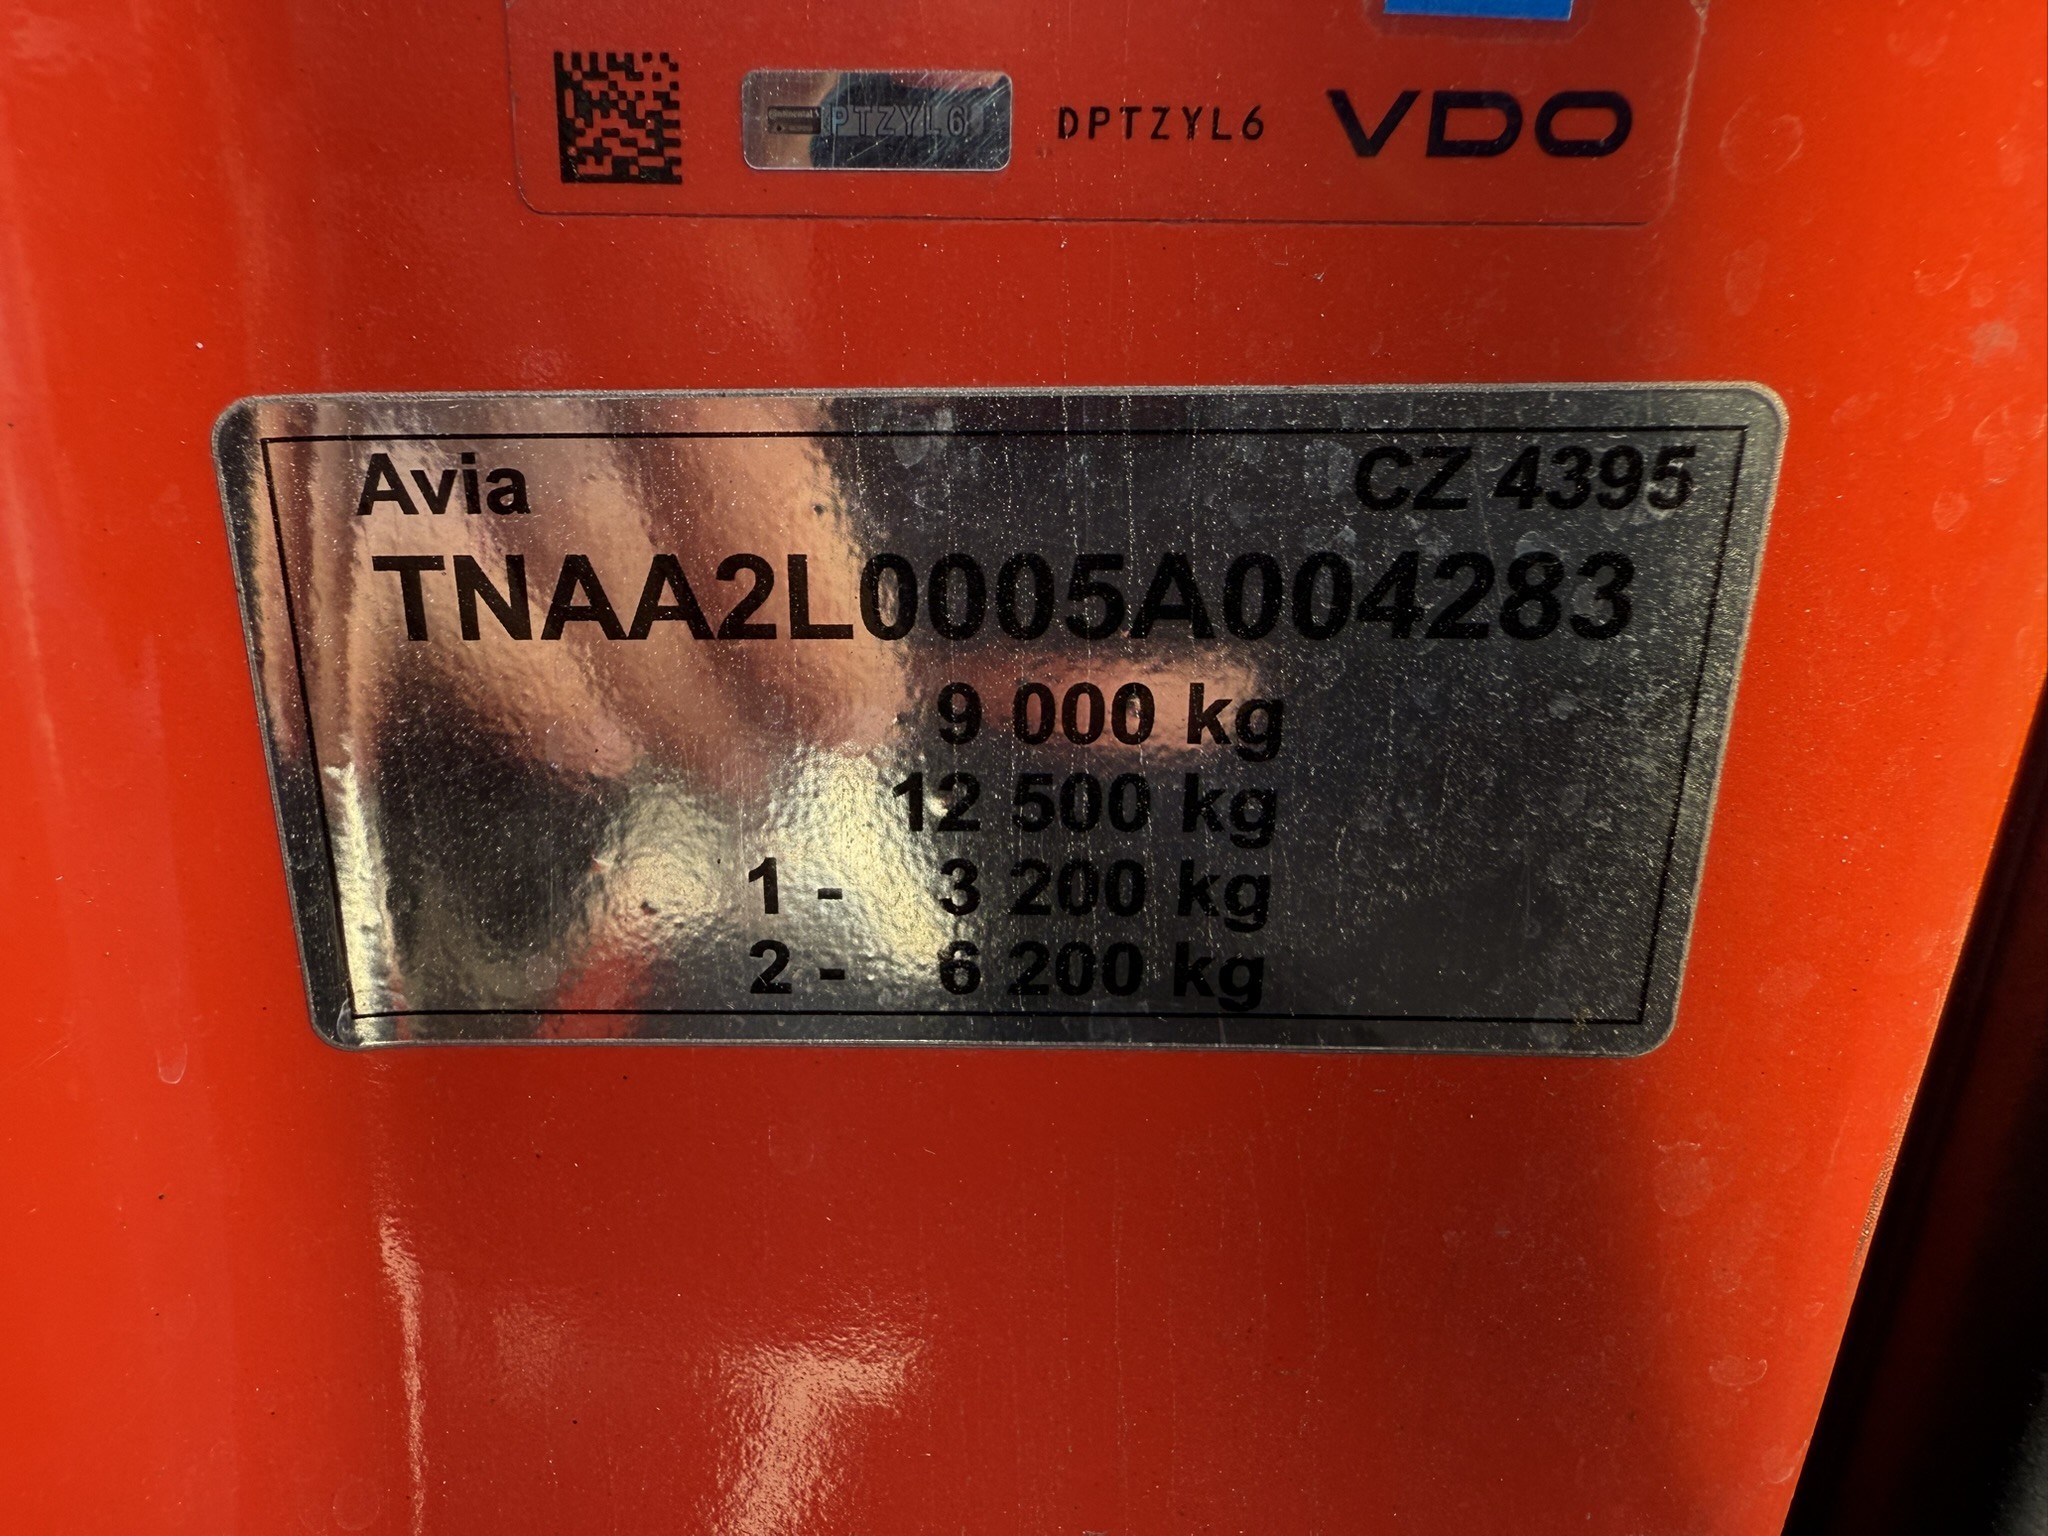 PTZYL6 DPTZYL6 VDO
Avia CZ 4395
TNAA2L0005A004283
9 000 kg
12 500 kg
1 - 3 200 kg
2 - 6 200 kg